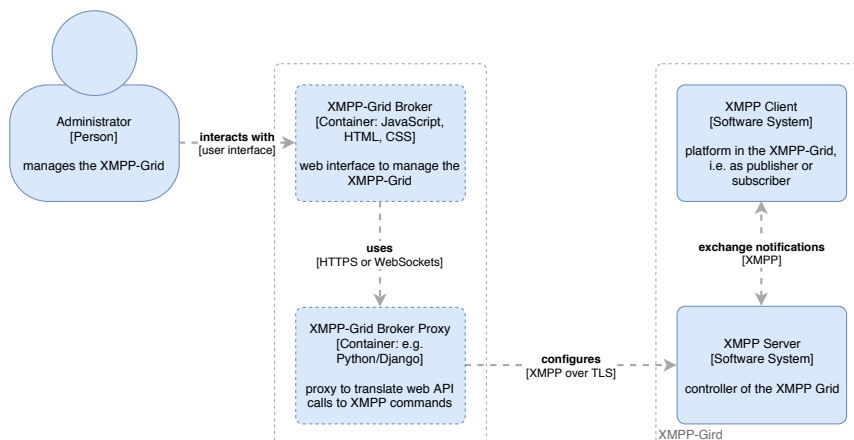 Administrator
[Person]
manages the XMPP-Grid
interacts with
[user interface]
XMPP-Grid Broker
[Container: JavaScript,
HTML, CSS]
web interface to manage the
XMPP-Grid
uses
[HTTPS or WebSockets]
XMPP-Grid Broker Proxy
[Container: e.g.
Python/Django]
proxy to translate web API
calls to XMPP commands
configures
[XMPP over TLS]
XMPP Client
[Software System]
platform in the XMPP-Grid,
i.e. as publisher or
subscriber
exchange notifications
[XMPP]
XMPP Server
[Software System]
controller of the XMPP Grid
XMPP-Gird